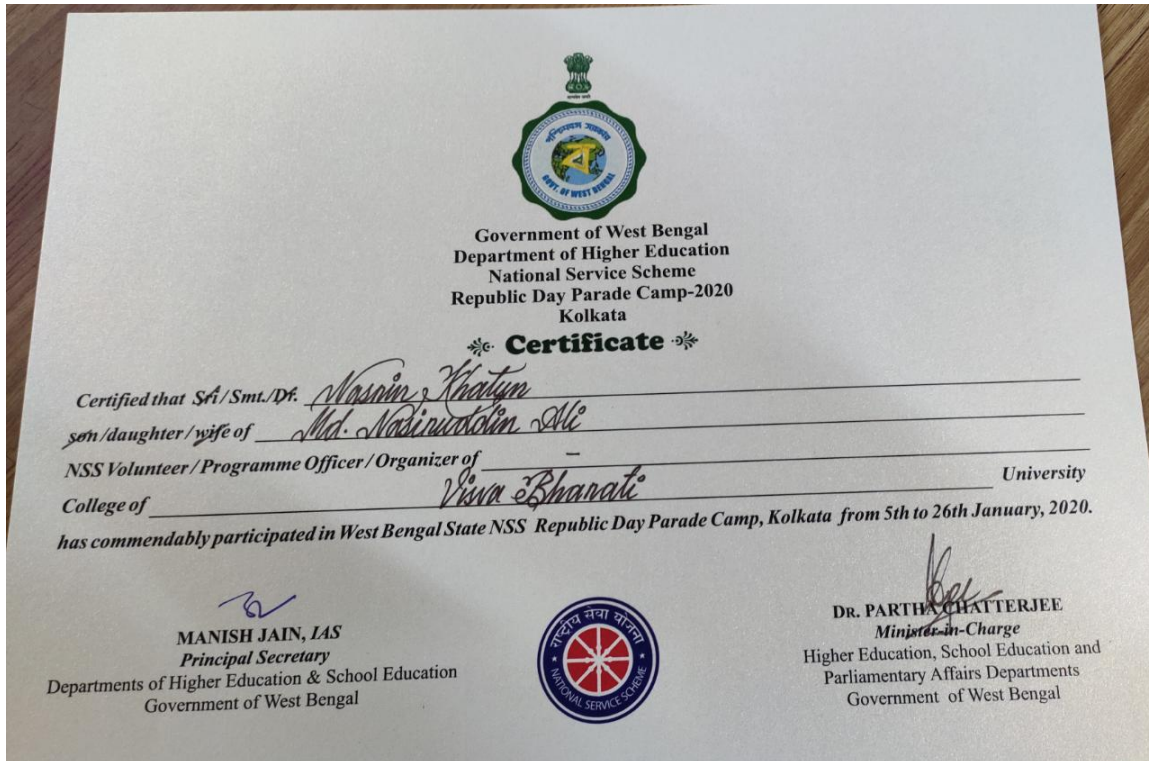 পশ্চিমবঙ্গ সরকার
GOVT. OF WEST BENGAL
Government of West Bengal
Department of Higher Education
National Service Scheme
Republic Day Parade Camp-2020
Kolkata
Certificate
Certified that Sri/Smt./Dr. Nasrin Khatun
son/daughter/wife of Md. Nasiruddin Ali
NSS Volunteer/Programme Officer/Organizer of –
College of Visva Bharati University
has commendably participated in West Bengal State NSS Republic Day Parade Camp, Kolkata from 5th to 26th January, 2020.
MANISH JAIN, IAS
Principal Secretary
Departments of Higher Education & School Education
Government of West Bengal
राष्ट्रीय सेवा योजना
NATIONAL SERVICE SCHEME
DR. PARTHA CHATTERJEE
Minister-in-Charge
Higher Education, School Education and
Parliamentary Affairs Departments
Government of West Bengal